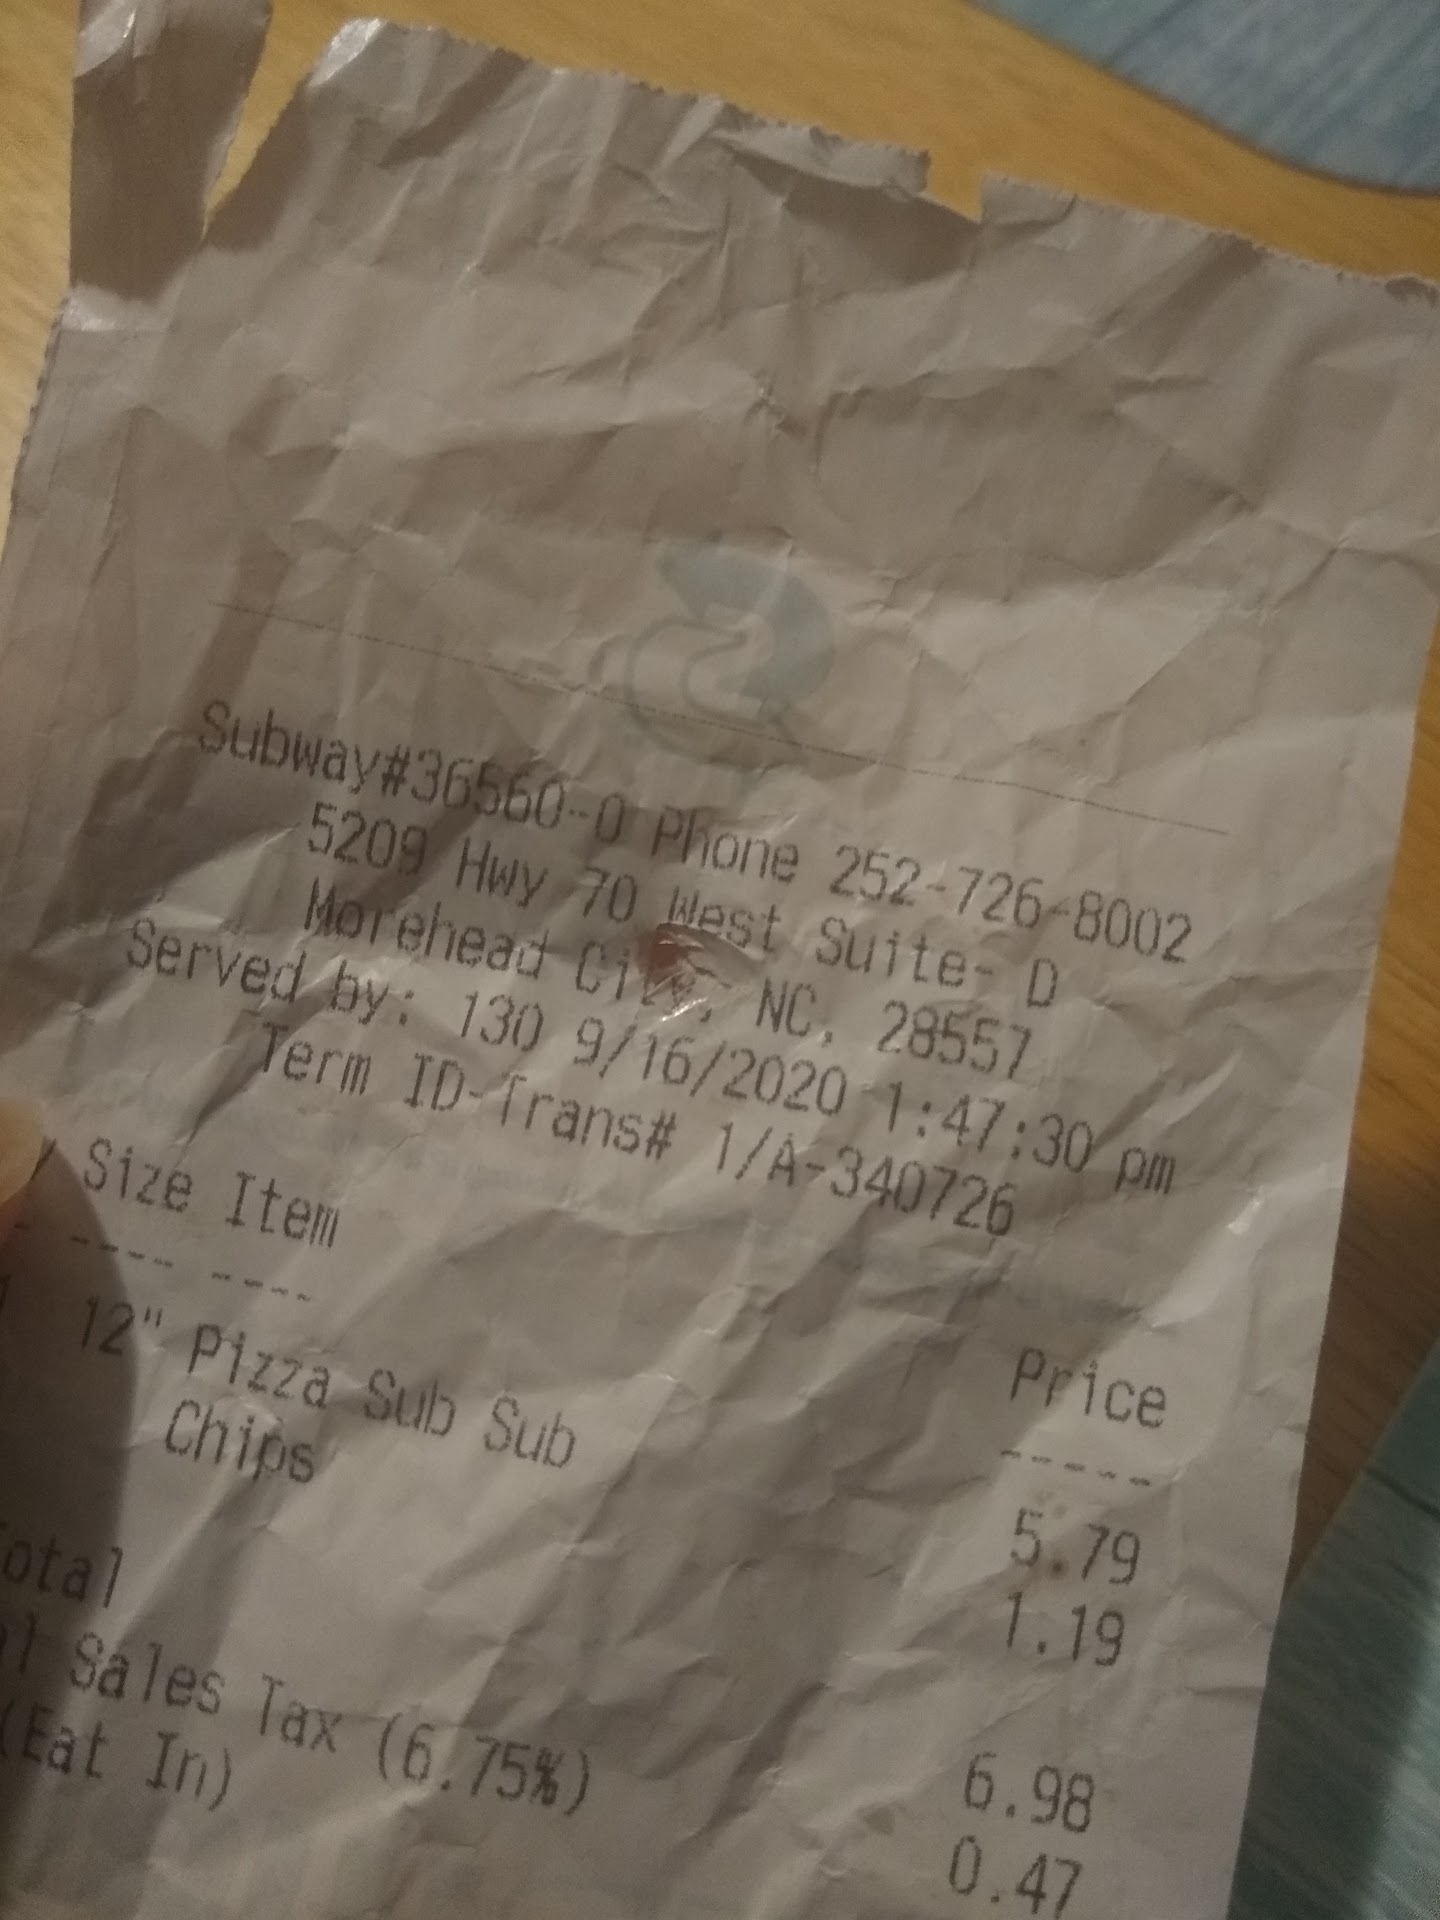 Subway#36560-0 Phone 252-726-8002
5209 Hwy 70 West Suite- D
Morehead City, NC, 28557
Served by: 130 9/16/2020 1:47:30 pm
Term ID-Trans# 1/A-340726
Size Item Price
---- ---- -----
1 12" Pizza Sub Sub 5.79
Chips 1.19
otal 6.98
l Sales Tax (6.75%) 0.47
(Eat In)